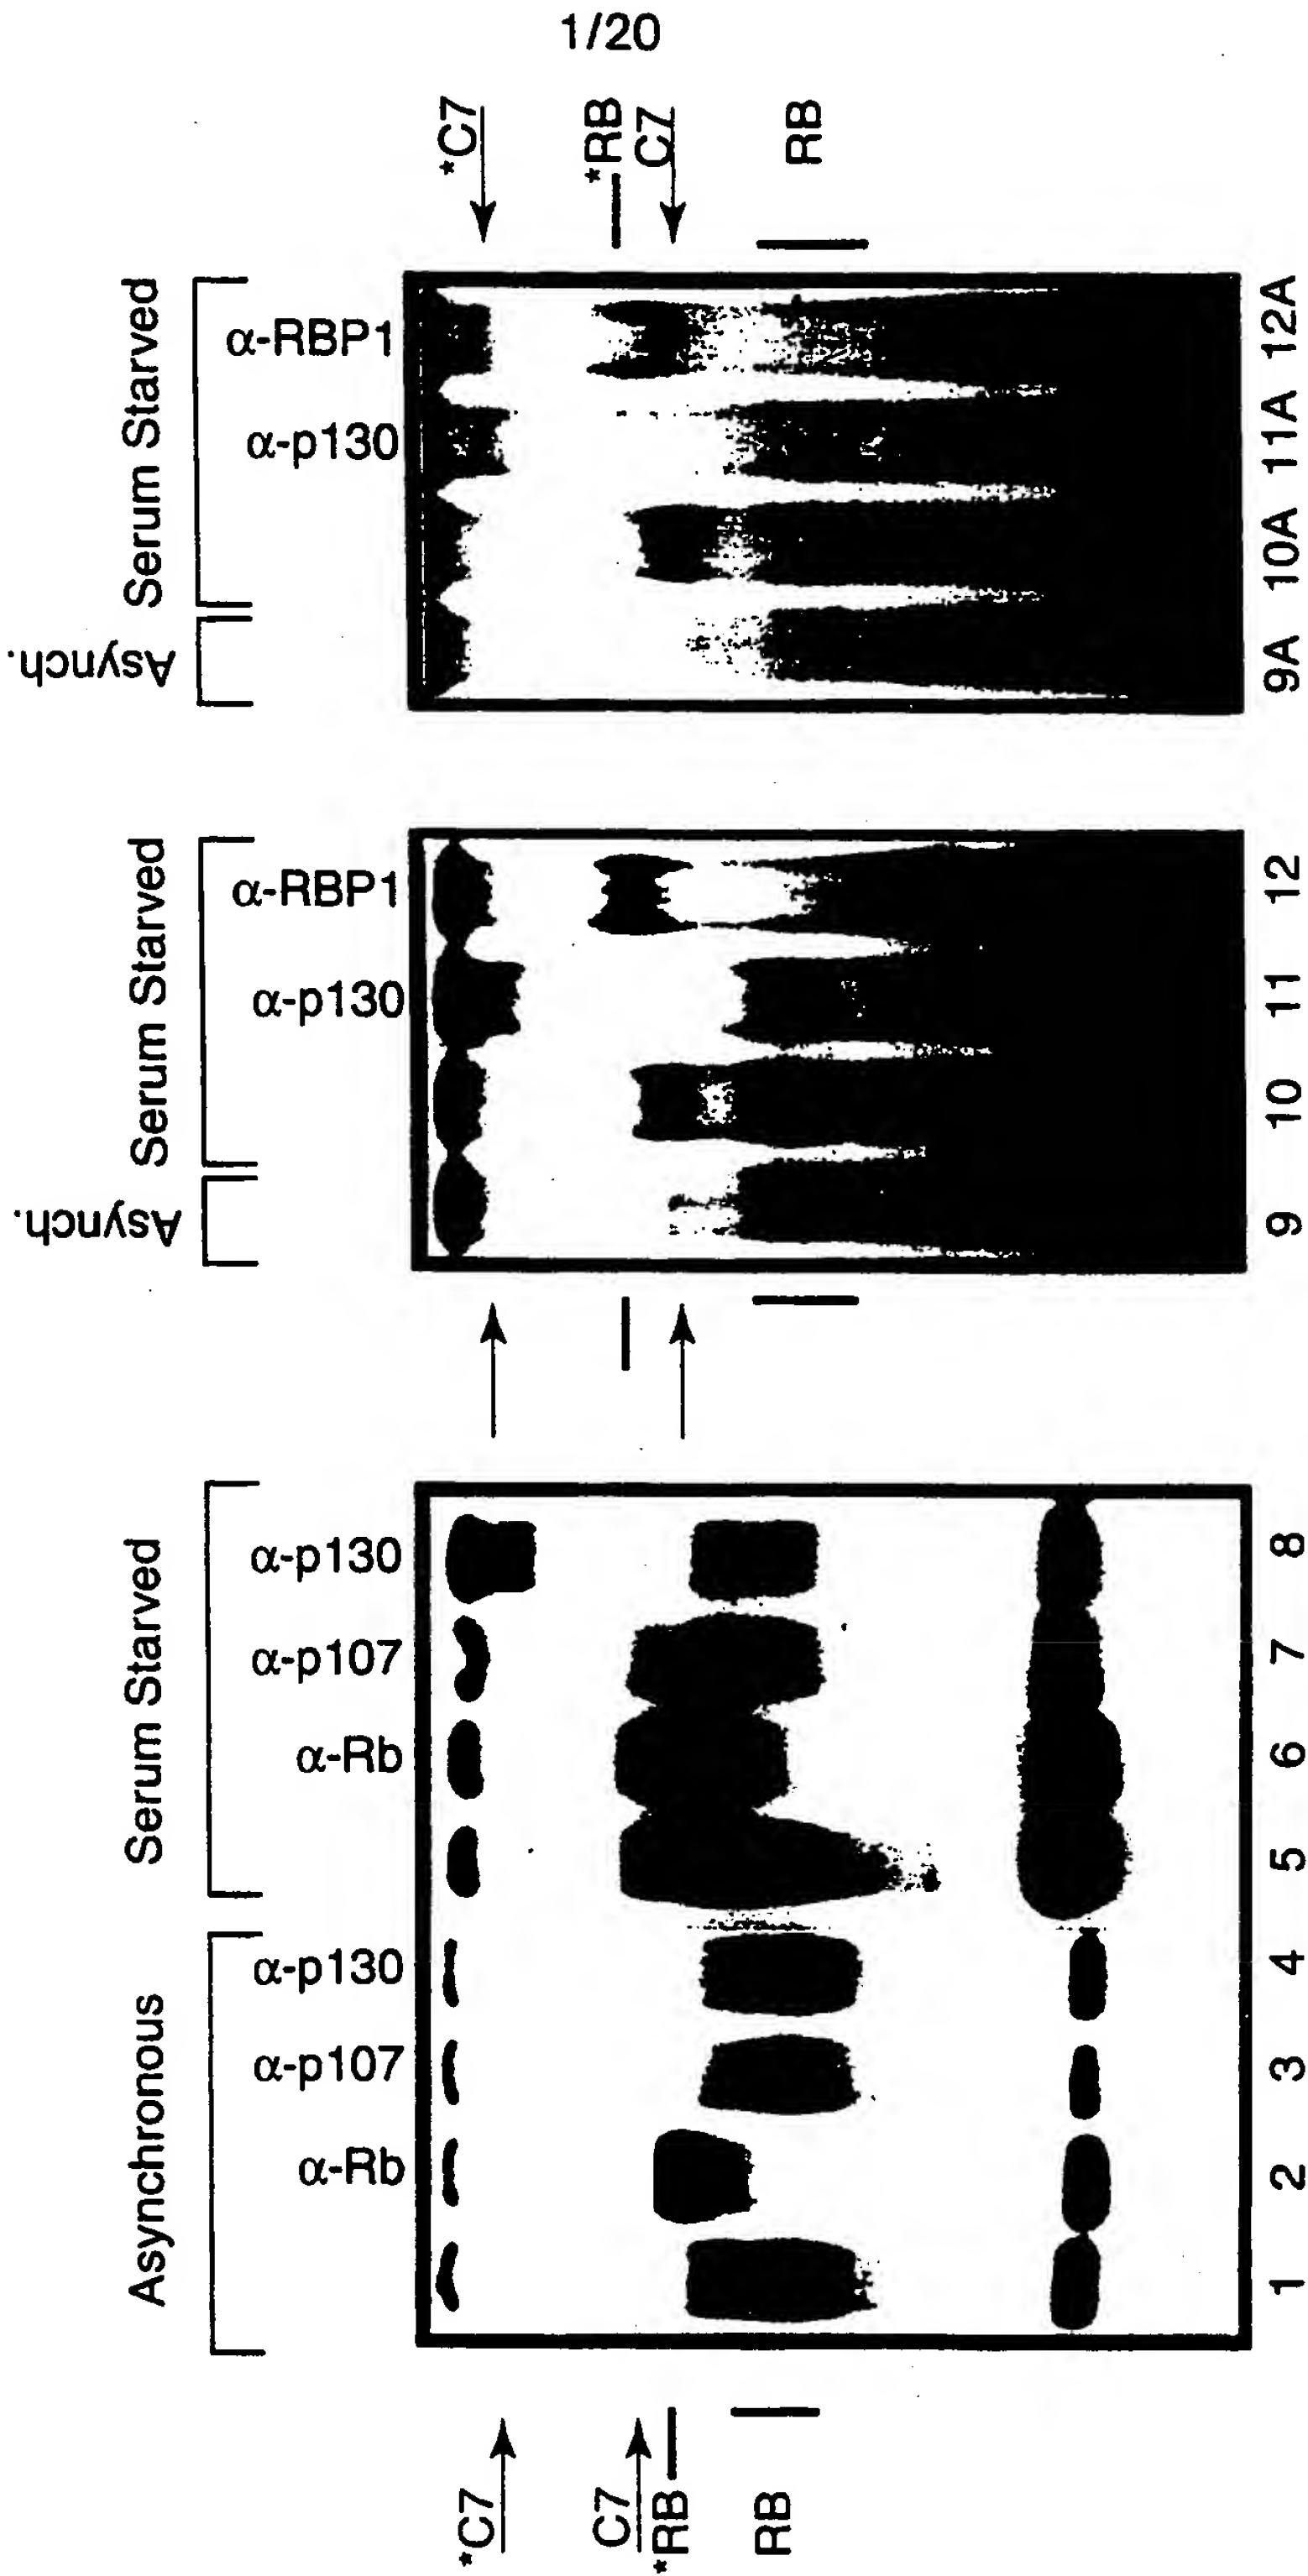 1/20
Asynchronous
Serum Starved
α-Rb
α-p107
α-p130
α-Rb
α-p107
α-p130
*C7
C7
*RB
RB
1 2 3 4 5 6 7 8
Asynch.
Serum Starved
α-p130
α-RBP1
9 10 11 12
Asynch.
Serum Starved
α-p130
α-RBP1
*C7
*RB
C7
RB
9A 10A 11A 12A